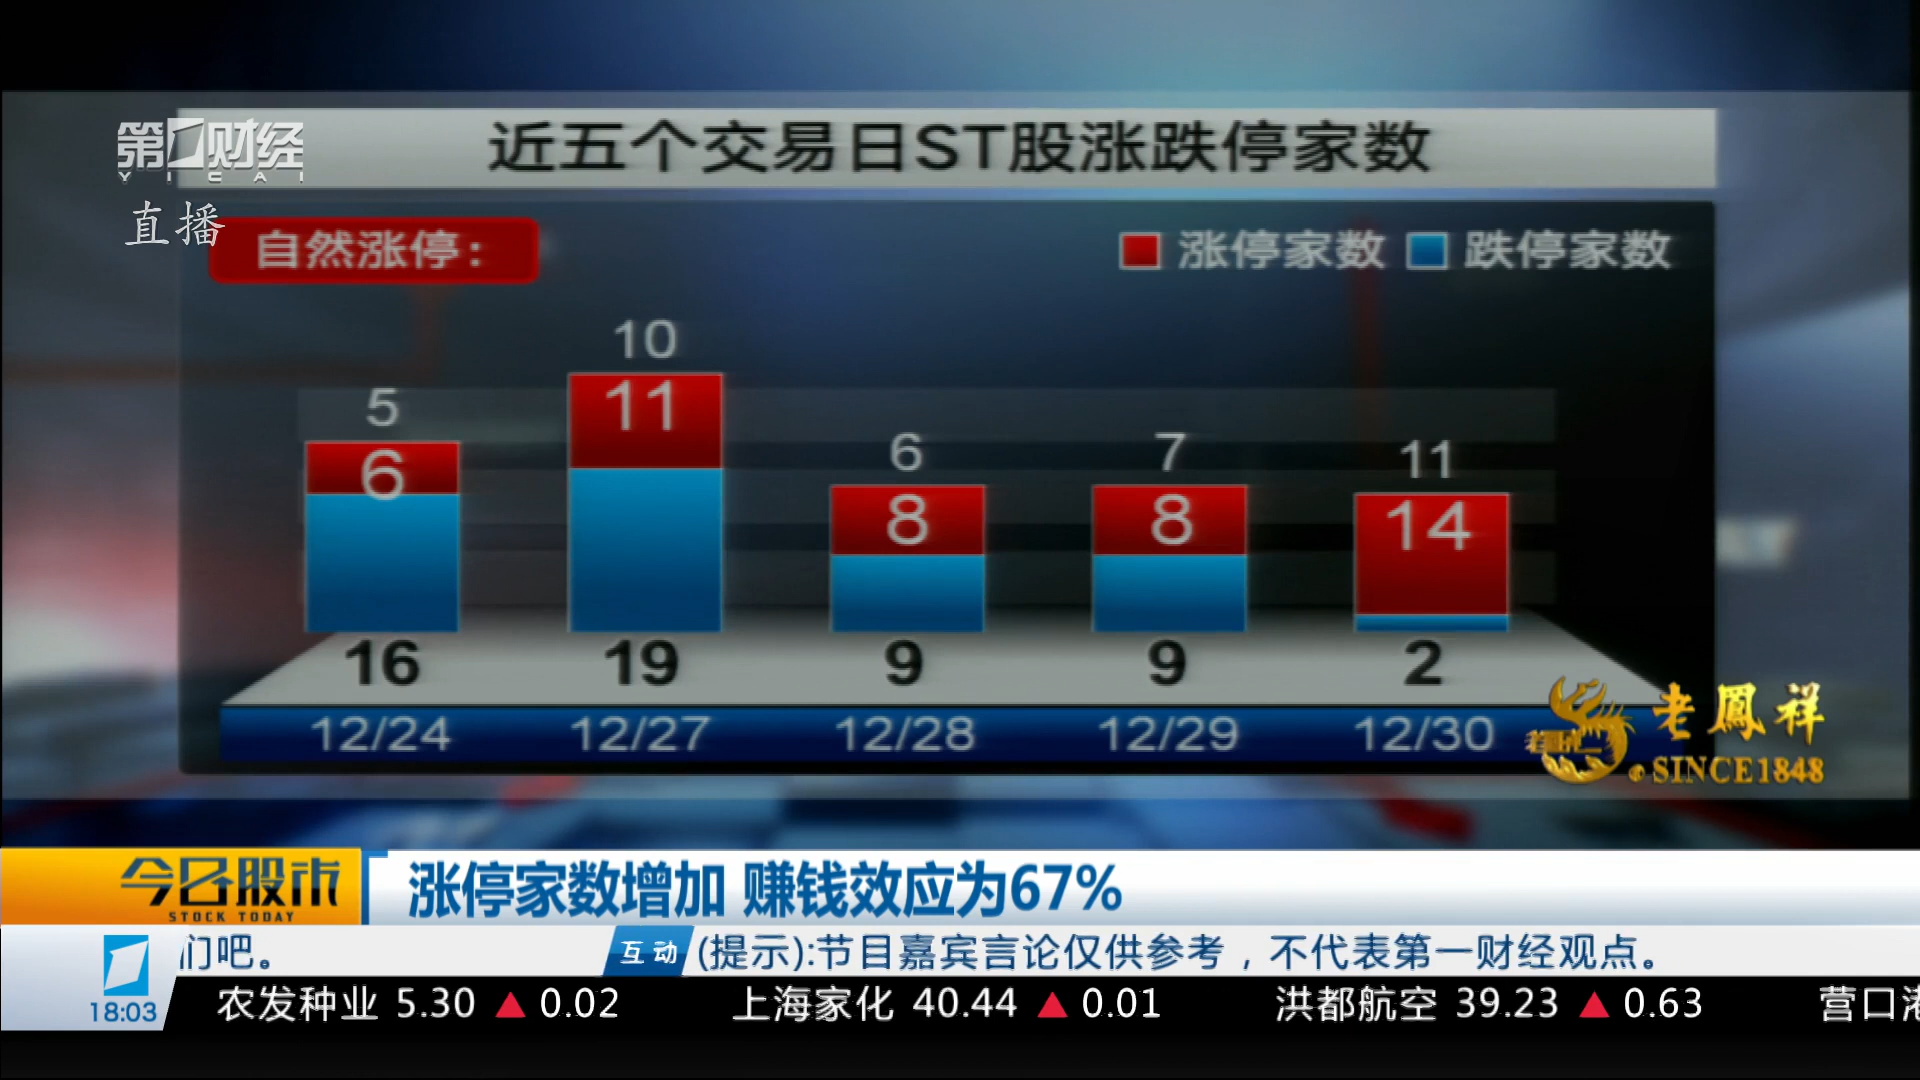 近五个交易日ST股涨跌停家数
第一财经
YICAI
直播
自然涨停:
涨停家数 跌停家数
5 10 6 7 11
6 11 8 8 14
16 19 9 9 2
12/24 12/27 12/28 12/29 12/30
老鳳祥
SINCE1848
今日股市
STOCK TODAY
涨停家数增加 赚钱效应为67%
们吧。 互动 (提示):节目嘉宾言论仅供参考，不代表第一财经观点。
18:03
农发种业 5.30 ▲ 0.02 上海家化 40.44 ▲ 0.01 洪都航空 39.23 ▲ 0.63 营口港